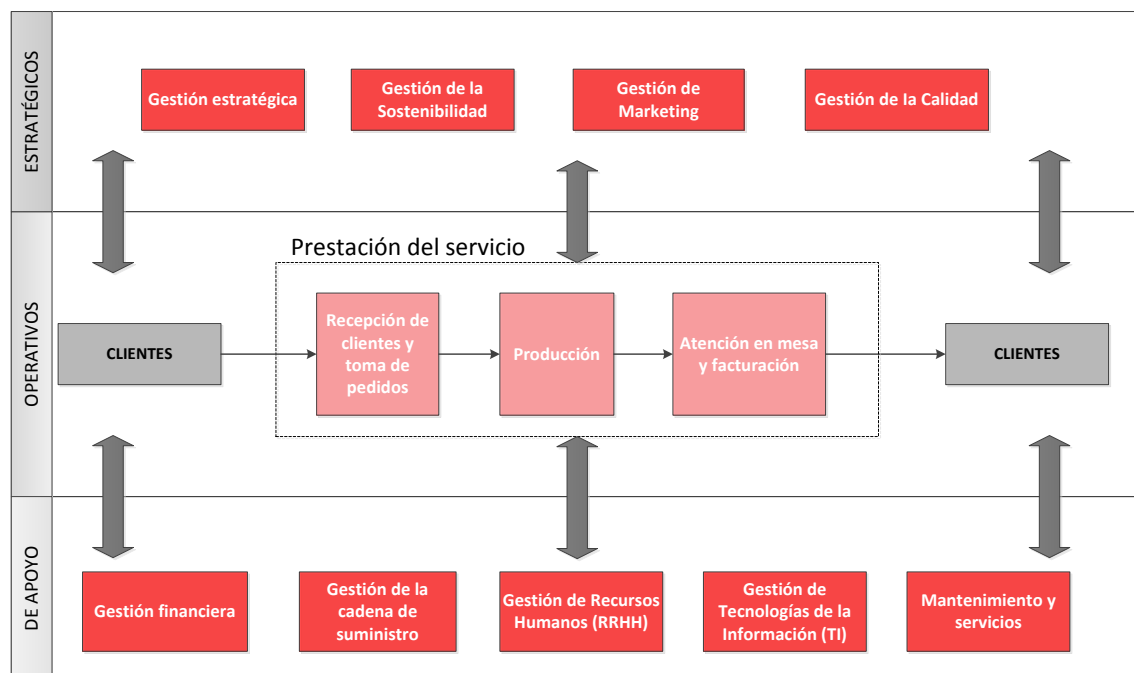 ESTRATÉGICOS
Gestión estratégica
Gestión de la
Sostenibilidad
Gestión de
Marketing
Gestión de la Calidad
OPERATIVOS
Prestación del servicio
CLIENTES
Recepción de
clientes y
toma de
pedidos
Producción
Atención en mesa
y facturación
CLIENTES
DE APOYO
Gestión financiera
Gestión de la
cadena de
suministro
Gestión de Recursos
Humanos (RRHH)
Gestión de
Tecnologías de la
Información (TI)
Mantenimiento y
servicios